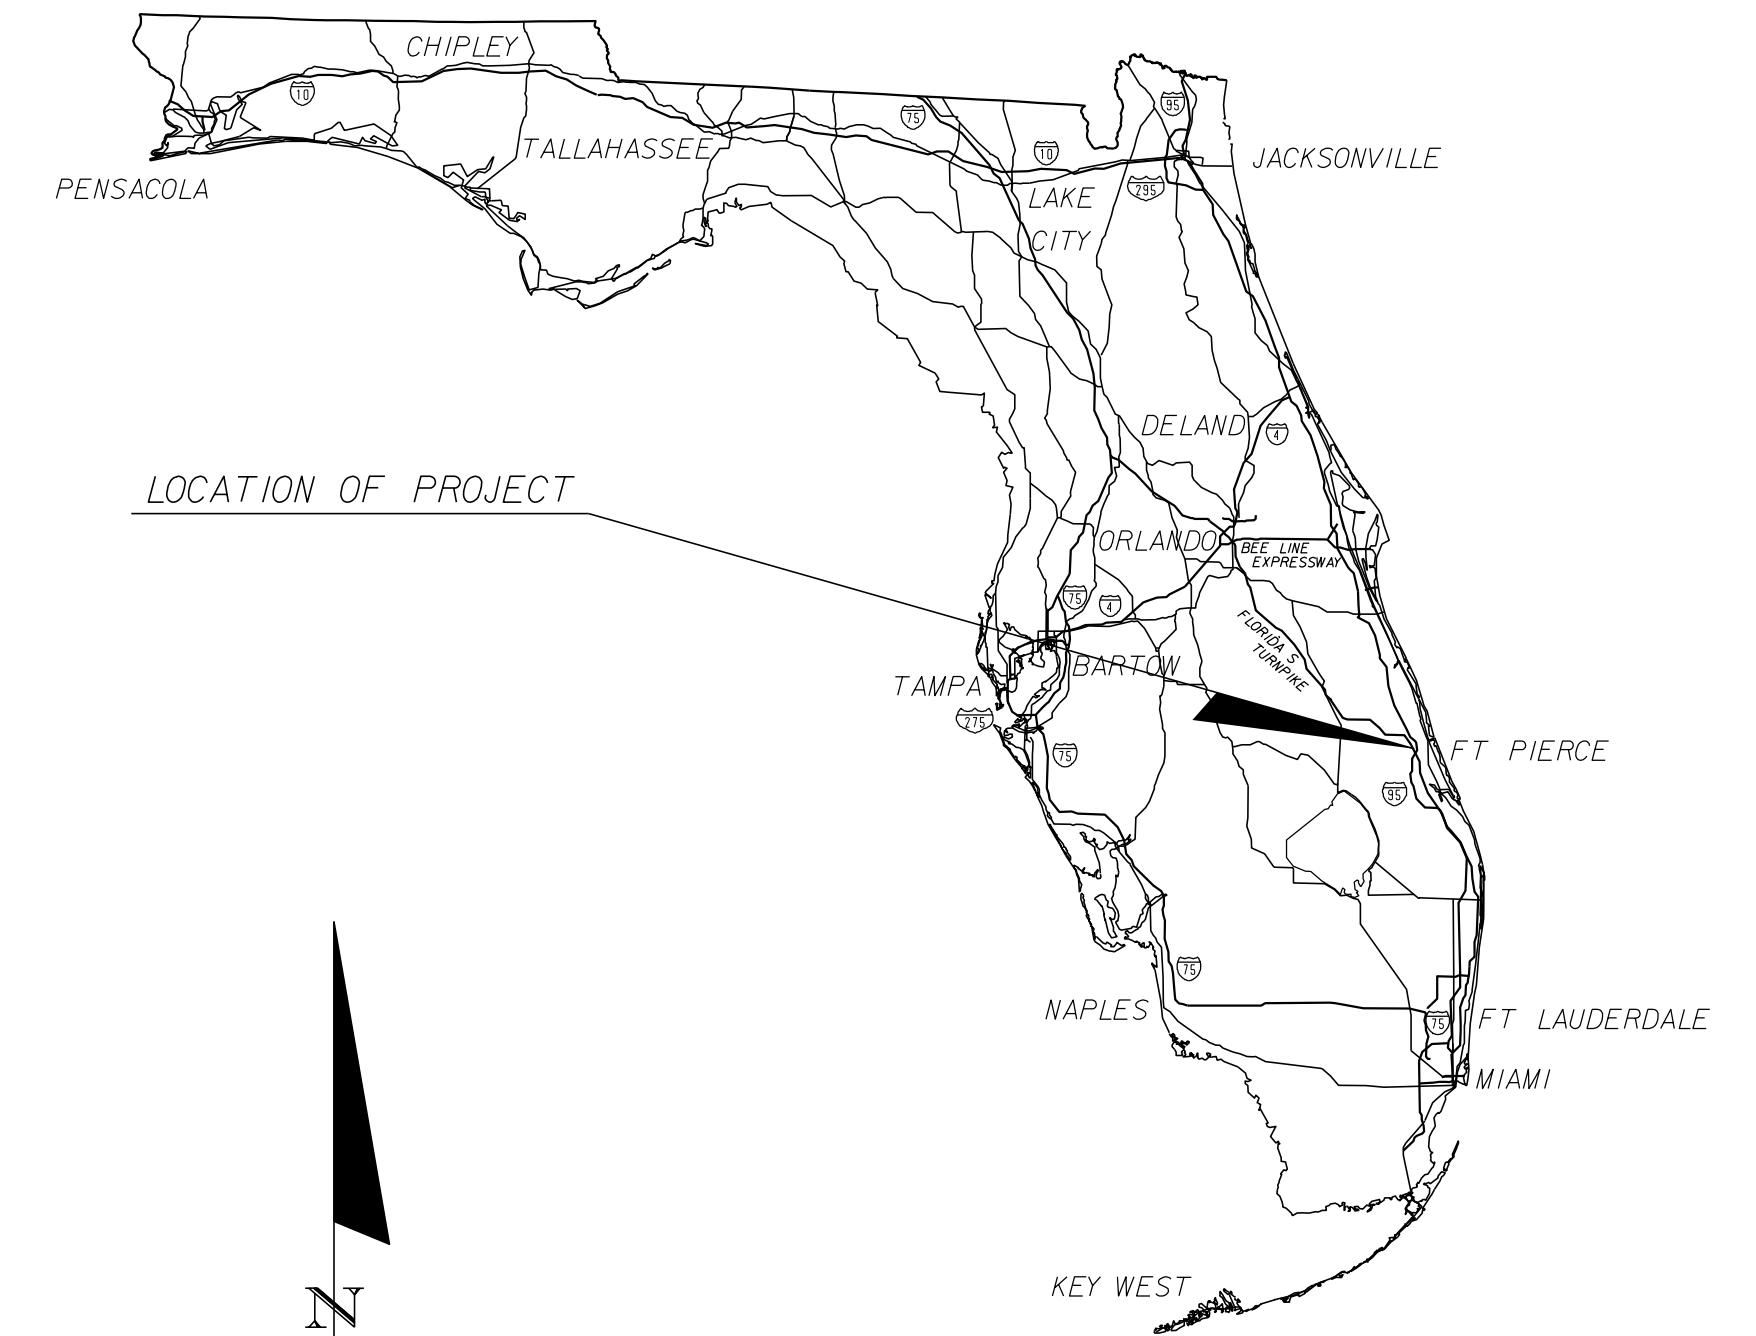 CHIPLEY
10
75
95
TALLAHASSEE
10
JACKSONVILLE
PENSACOLA
295
LAKE
CITY
DELAND
4
LOCATION OF PROJECT
ORLANDO
BEE LINE
EXPRESSWAY
75
4
FLORIDA S
TURNPIKE
BARTOW
TAMPA
275
75
FT PIERCE
95
75
NAPLES
75
FT LAUDERDALE
MIAMI
KEY WEST
N